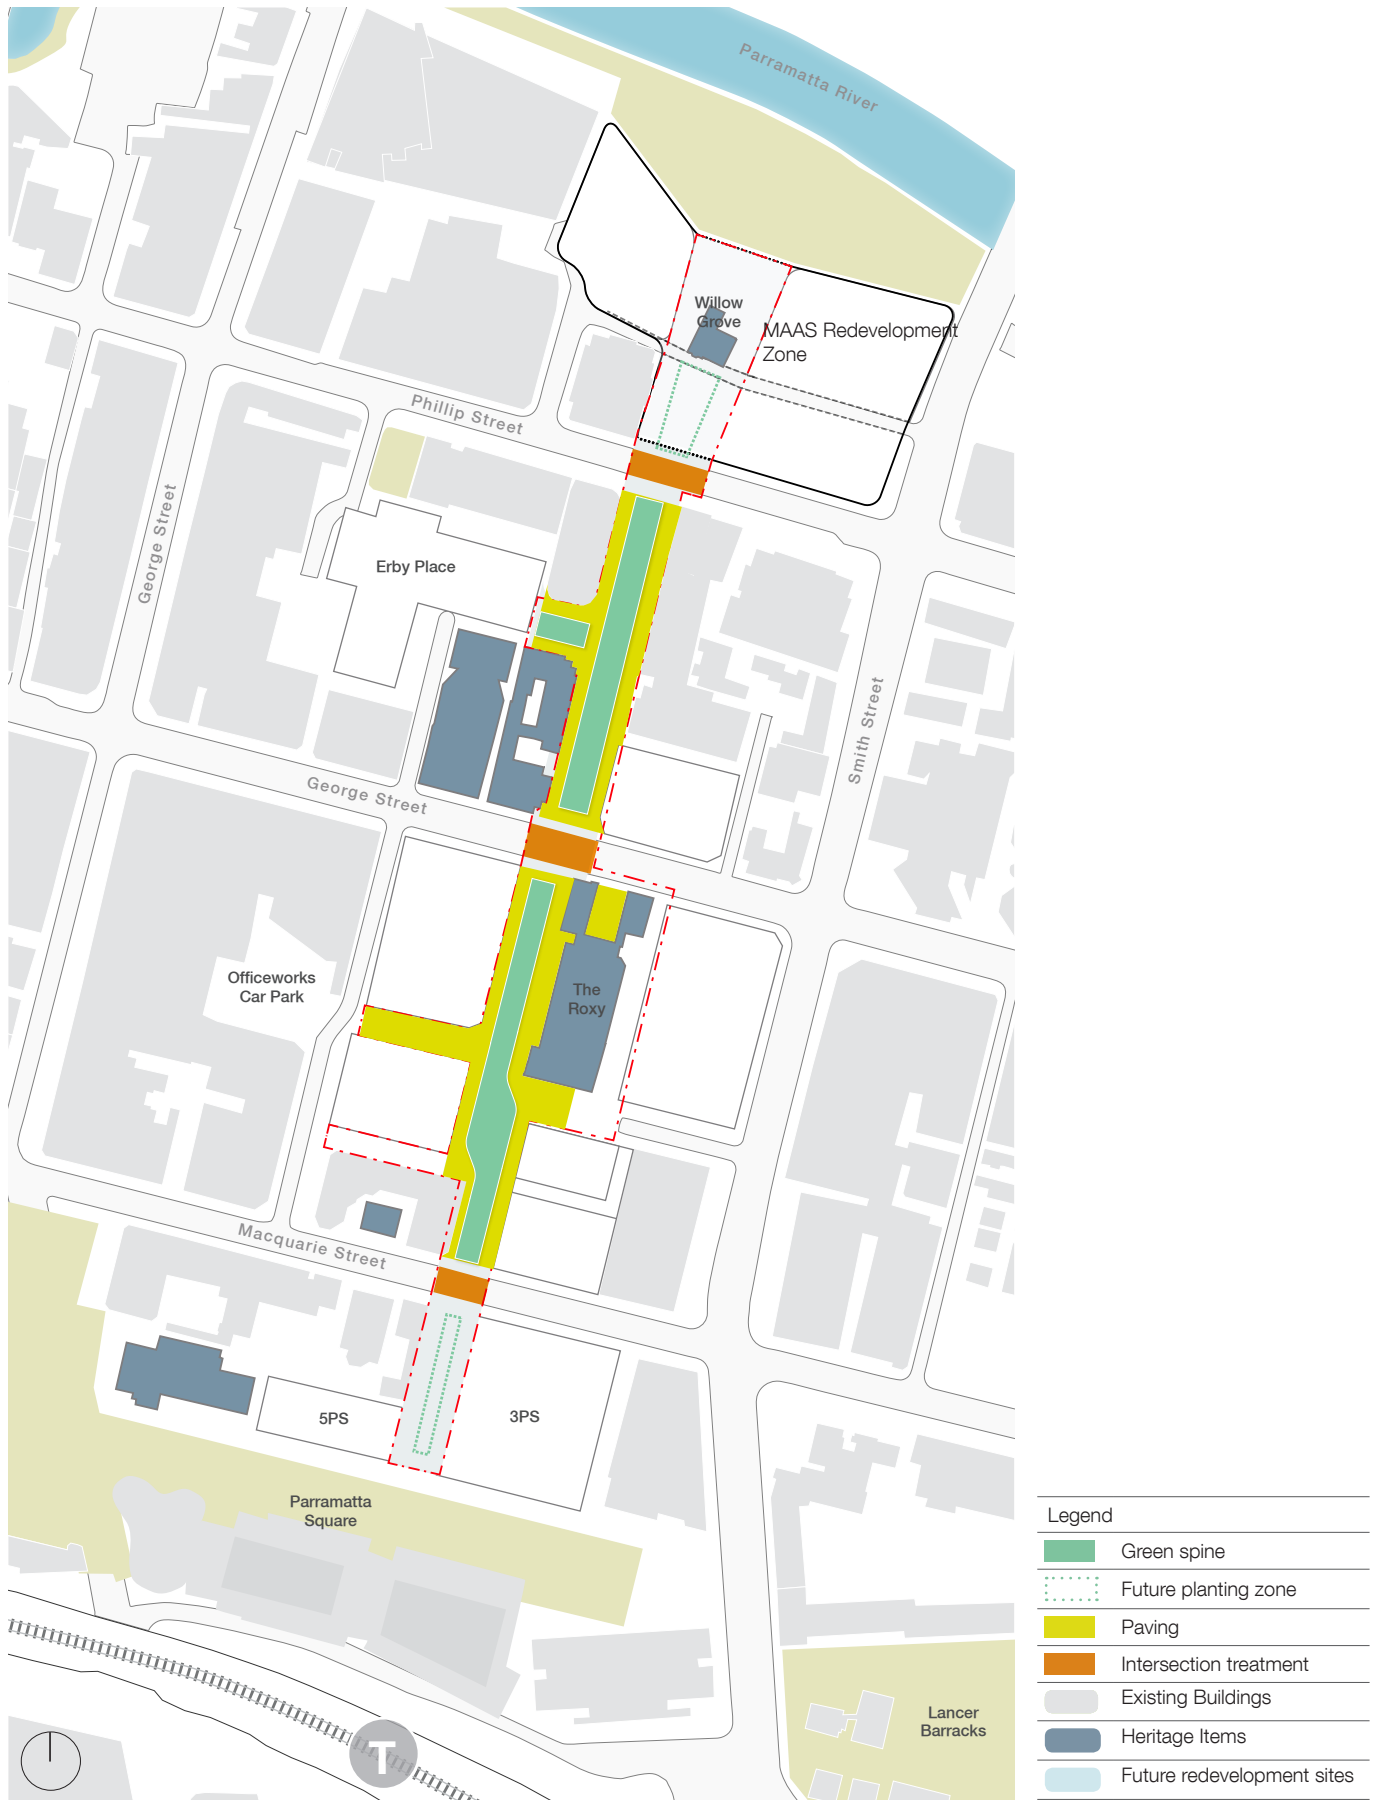 Parramatta River
Willow
Grove
MAAS Redevelopment
Zone
Phillip Street
George Street
Erby Place
Smith Street
George Street
Officeworks
Car Park
The
Roxy
Macquarie Street
5PS
3PS
Parramatta
Square
T
Lancer
Barracks
Legend
Green spine
Future planting zone
Paving
Intersection treatment
Existing Buildings
Heritage Items
Future redevelopment sites